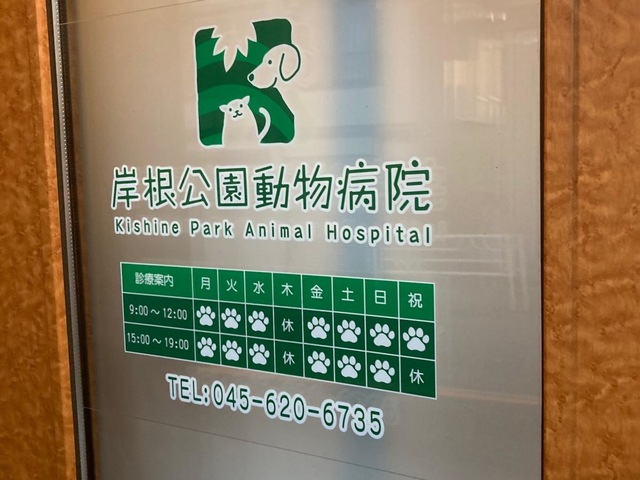 岸根公園動物病院
Kishine Park Animal Hospital
診療案内 月 火 水 木 金 土 日 祝
9:00～12:00 休
15:00～19:00 休 休
TEL:045-620-6735